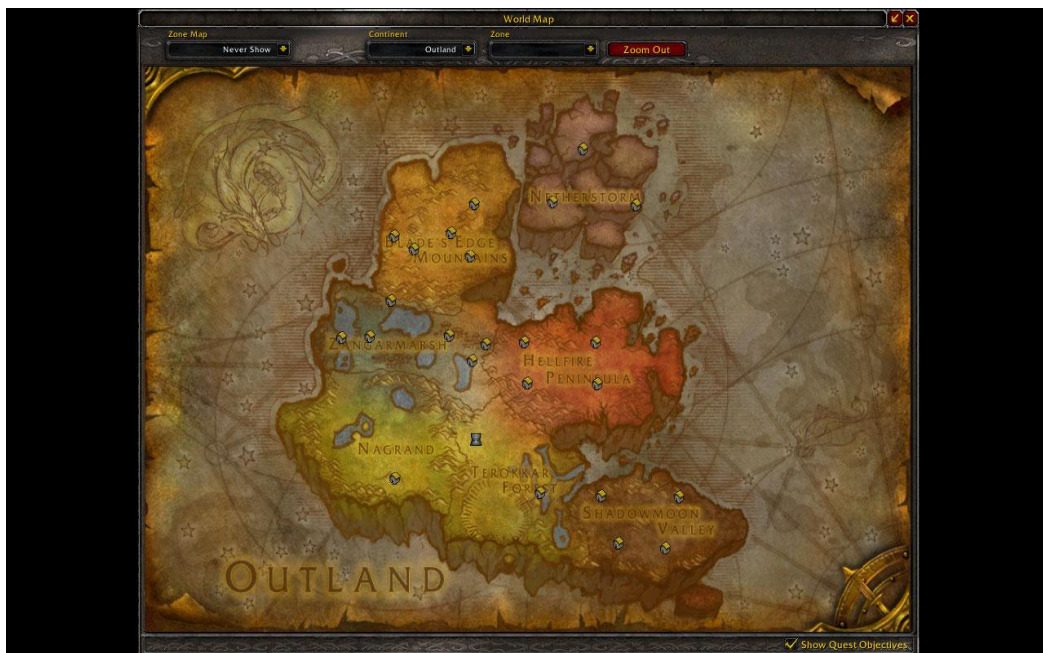 World Map
Zone Map
Continent
Zone
Never Show
Outland
Zoom Out
Netherstorm
Blade's Edge
Mountains
Zangarmarsh
Hellfire
Peninsula
Nagrand
Terokkar
Forest
Shadowmoon
Valley
Outland
Show Quest Objectives